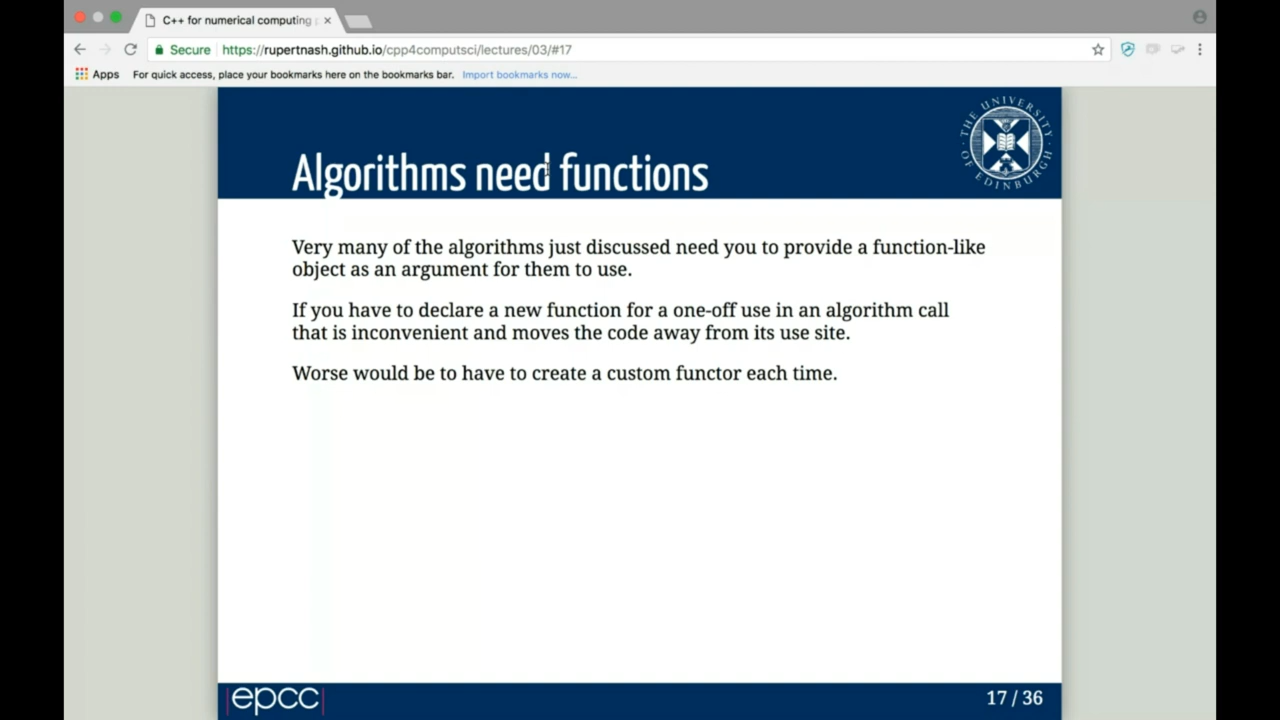 C++ for numerical computing
Secure https://rupertnash.github.io/cpp4computsci/lectures/03/#17
Apps For quick access, place your bookmarks here on the bookmarks bar. Import bookmarks now...
THE UNIVERSITY OF EDINBURGH
Algorithms need functions
Very many of the algorithms just discussed need you to provide a function-like
object as an argument for them to use.
If you have to declare a new function for a one-off use in an algorithm call
that is inconvenient and moves the code away from its use site.
Worse would be to have to create a custom functor each time.
epcc
17 / 36